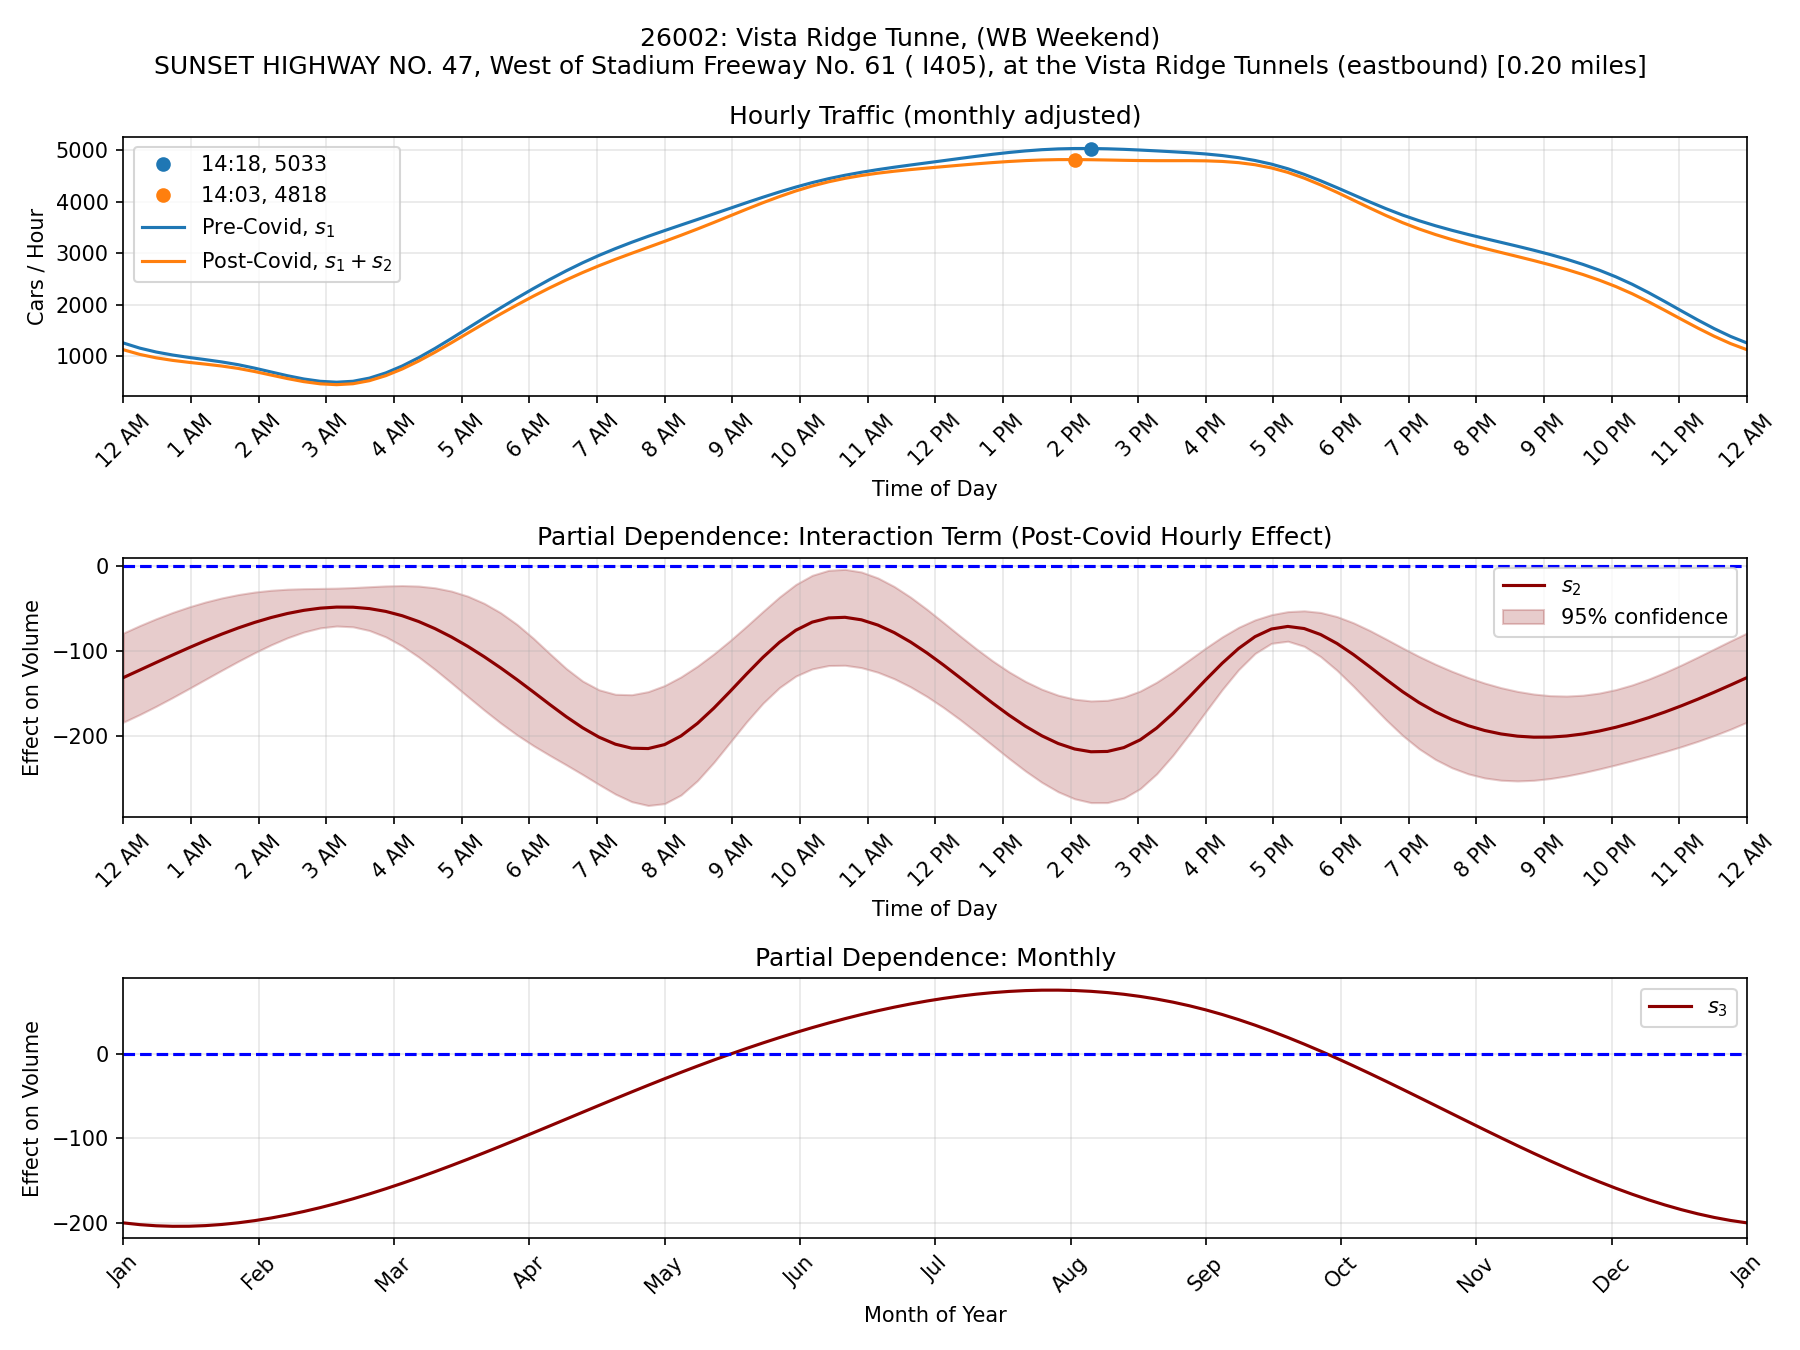 26002: Vista Ridge Tunne, (WB Weekend)
SUNSET HIGHWAY NO. 47, West of Stadium Freeway No. 61 ( I405), at the Vista Ridge Tunnels (eastbound) [0.20 miles]
Hourly Traffic (monthly adjusted)
Cars / Hour
5000
4000
3000
2000
1000
14:18, 5033
14:03, 4818
Pre-Covid, s₁
Post-Covid, s₁ + s₂
12 AM 1 AM 2 AM 3 AM 4 AM 5 AM 6 AM 7 AM 8 AM 9 AM 10 AM 11 AM 12 PM 1 PM 2 PM 3 PM 4 PM 5 PM 6 PM 7 PM 8 PM 9 PM 10 PM 11 PM 12 AM
Time of Day
Partial Dependence: Interaction Term (Post-Covid Hourly Effect)
Effect on Volume
0
−100
−200
s₂
95% confidence
12 AM 1 AM 2 AM 3 AM 4 AM 5 AM 6 AM 7 AM 8 AM 9 AM 10 AM 11 AM 12 PM 1 PM 2 PM 3 PM 4 PM 5 PM 6 PM 7 PM 8 PM 9 PM 10 PM 11 PM 12 AM
Time of Day
Partial Dependence: Monthly
Effect on Volume
0
−100
−200
s₃
Jan Feb Mar Apr May Jun Jul Aug Sep Oct Nov Dec Jan
Month of Year